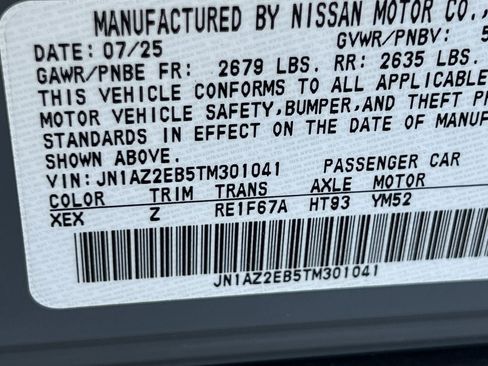 MANUFACTURED BY NISSAN MOTOR CO.,
DATE: 07/25 GVWR/PNBV: 5
GAWR/PNBE FR: 2679 LBS. RR: 2635 LBS.
THIS VEHICLE CONFORMS TO ALL APPLICABLE
MOTOR VEHICLE SAFETY, BUMPER, AND THEFT P
STANDARDS IN EFFECT ON THE DATE OF MANUF
SHOWN ABOVE.
VIN: JN1AZ2EB5TM301041 PASSENGER CAR
COLOR TRIM TRANS AXLE MOTOR
XEX Z RE1F67A HT93 YM52
JN1AZ2EB5TM301041